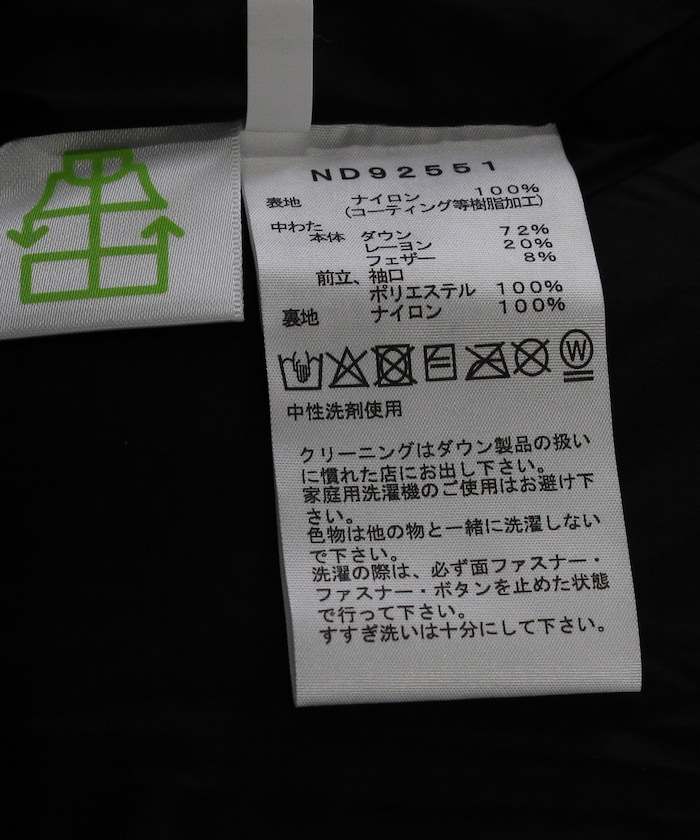 ND92551
表地 ナイロン 100%
(コーティング等樹脂加工)
中わた
本体 ダウン 72%
レーヨン 20%
フェザー 8%
前立、袖口
ポリエステル 100%
裏地 ナイロン 100%
W
中性洗剤使用
クリーニングはダウン製品の扱い
に慣れた店にお出し下さい。
家庭用洗濯機のご使用はお避け下
さい。
色物は他の物と一緒に洗濯しない
で下さい。
洗濯の際は、必ず面ファスナー・
ファスナー・ボタンを止めた状態
で行って下さい。
すすぎ洗いは十分にして下さい。